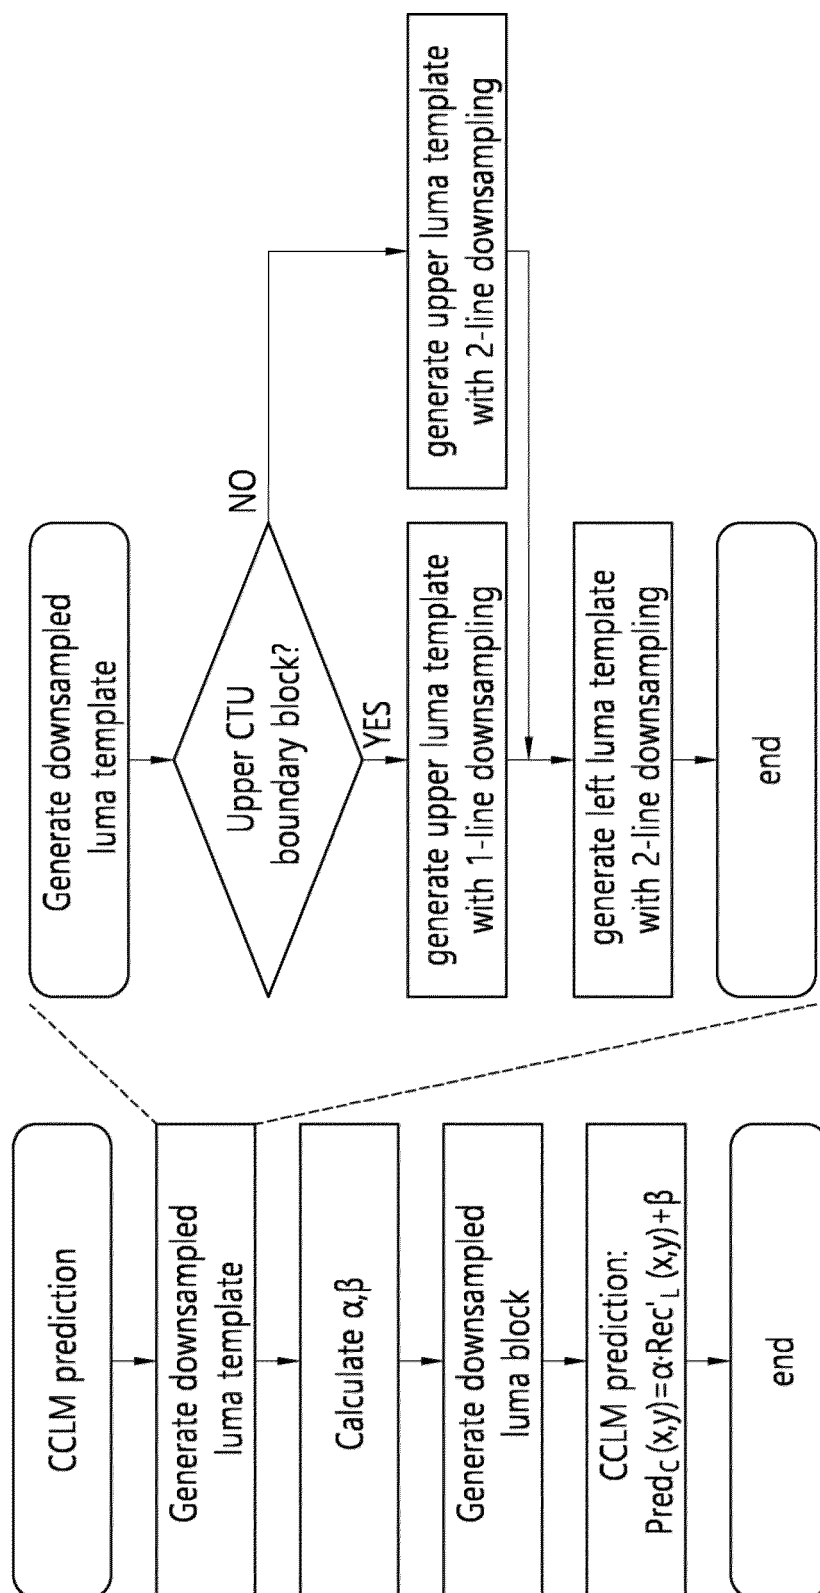 CCLM prediction
Generate downsampled
luma template
Calculate α,β
Generate downsampled
luma block
CCLM prediction:
Pred_C (x,y)=α·Rec'_L (x,y)+β
end
Generate downsampled
luma template
Upper CTU
boundary block?
NO
YES
generate upper luma template
with 1-line downsampling
generate upper luma template
with 2-line downsampling
generate left luma template
with 2-line downsampling
end